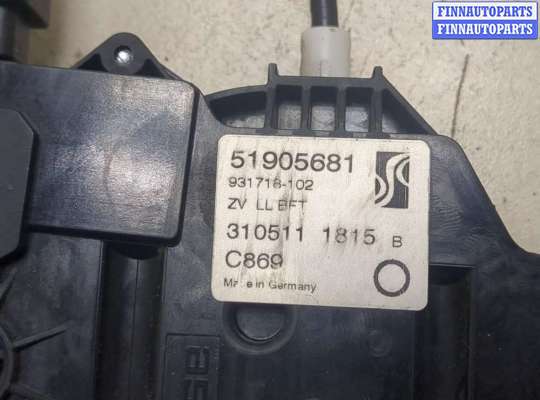 FINNAUTOPARTS
FINNAUTOPARTS
51905681
931718-102
ZV LL BFT
310511 1815 B
C869
Made in Germany